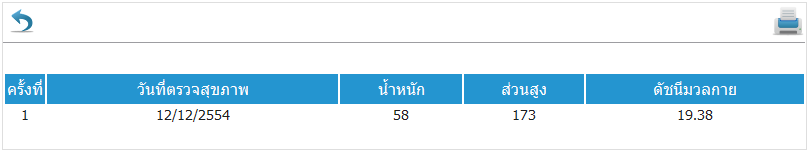 ครั้งที่ วันที่ตรวจสุขภาพ น้ำหนัก ส่วนสูง ดัชนีมวลกาย
1 12/12/2554 58 173 19.38